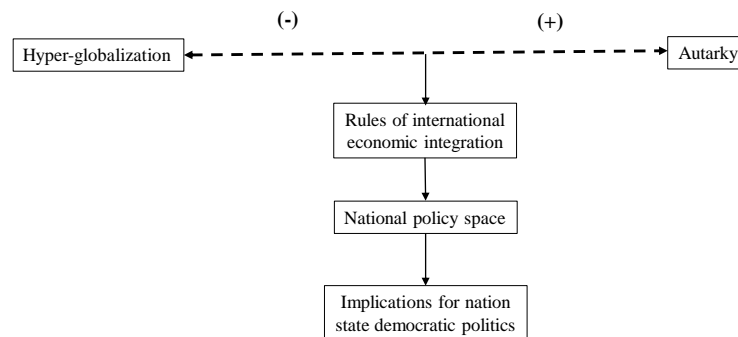 (-)
(+)
Hyper-globalization
Autarky
Rules of international
economic integration
National policy space
Implications for nation
state democratic politics